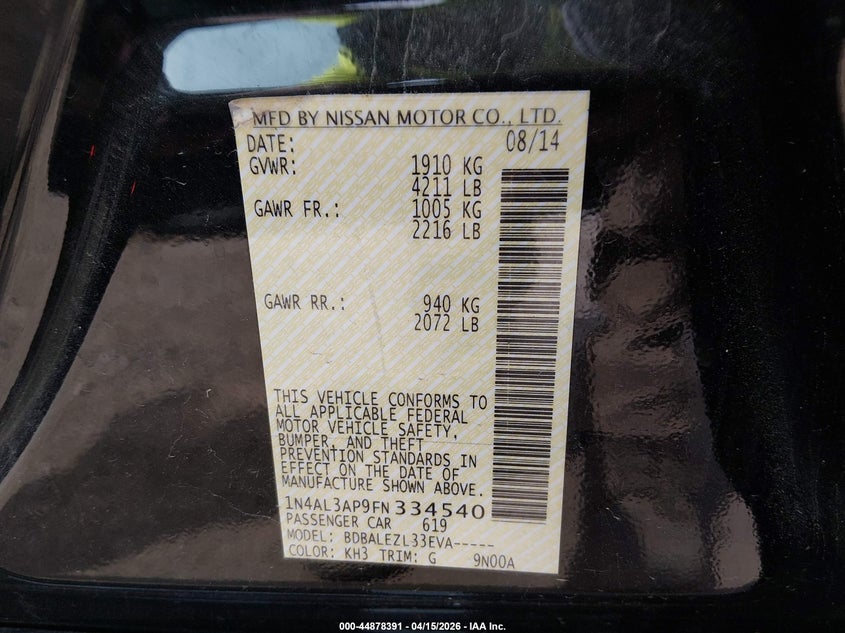 MFD BY NISSAN MOTOR CO., LTD.
DATE: 08/14
GVWR: 1910 KG
4211 LB
GAWR FR.: 1005 KG
2216 LB
GAWR RR.: 940 KG
2072 LB
THIS VEHICLE CONFORMS TO
ALL APPLICABLE FEDERAL
MOTOR VEHICLE SAFETY,
BUMPER, AND THEFT
PREVENTION STANDARDS IN
EFFECT ON THE DATE OF
MANUFACTURE SHOWN ABOVE.
1N4AL3AP9FN334540
PASSENGER CAR 619
MODEL: BDBALEZL33EVA-----
COLOR: KH3 TRIM: G 9N00A
000-44878391 - 04/15/2026 - IAA Inc.